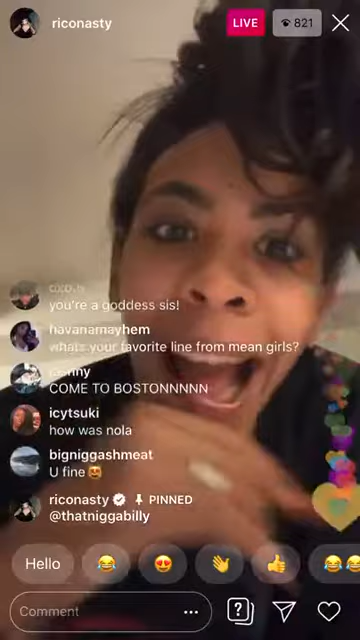 riconasty
LIVE
821
you're a goddess sis!
havanamayhem
whats your favorite line from mean girls?
COME TO BOSTONNNNN
icytsuki
how was nola
bigniggashmeat
U fine 😍
riconasty PINNED
@thatniggabilly
Hello 😂 😍 👋 👍 😂😂
Comment